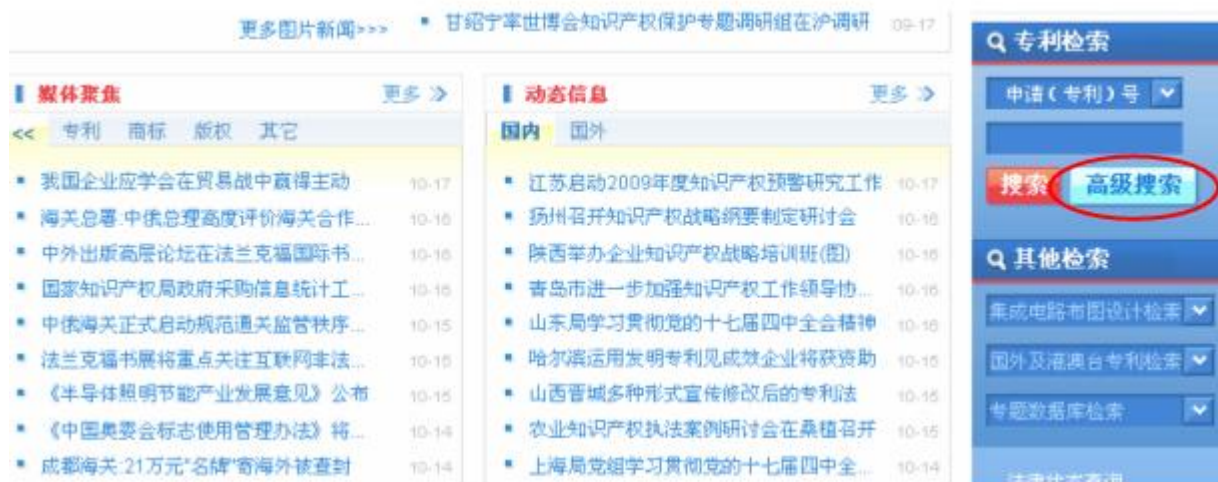 更多图片新闻>>>
▪ 甘绍宁率世博会知识产权保护专题调研组在沪调研 09-17
媒体聚焦 更多 >>
<< 专利 商标 版权 其它
▪ 我国企业应学会在贸易战中赢得主动 10-17
▪ 海关总署:中俄总理高度评价海关合作... 10-16
▪ 中外出版高层论坛在法兰克福国际书... 10-16
▪ 国家知识产权局政府采购信息统计工... 10-16
▪ 中俄海关正式启动规范通关监管秩序... 10-15
▪ 法兰克福书展将重点关注互联网非法... 10-15
▪ 《半导体照明节能产业发展意见》公布 10-15
▪ 《中国奥委会标志使用管理办法》将... 10-14
▪ 成都海关:21万元"名牌"寄海外被查封 10-14
动态信息 更多 >>
国内 国外
▪ 江苏启动2009年度知识产权预警研究工作 10-17
▪ 扬州召开知识产权战略纲要制定研讨会 10-16
▪ 陕西举办企业知识产权战略培训班(图) 10-16
▪ 青岛市进一步加强知识产权工作领导协... 10-16
▪ 山东局学习贯彻党的十七届四中全会精神 10-16
▪ 哈尔滨运用发明专利见成效企业将获资助 10-15
▪ 山西晋城多种形式宣传修改后的专利法 10-15
▪ 农业知识产权执法案例研讨会在桑植召开 10-15
▪ 上海局党组学习贯彻党的十七届四中全... 10-14
专利检索
申请(专利)号
搜索 高级搜索
其他检索
集成电路布图设计检索
国外及港澳台专利检索
专题数据库检索
法律状态查询